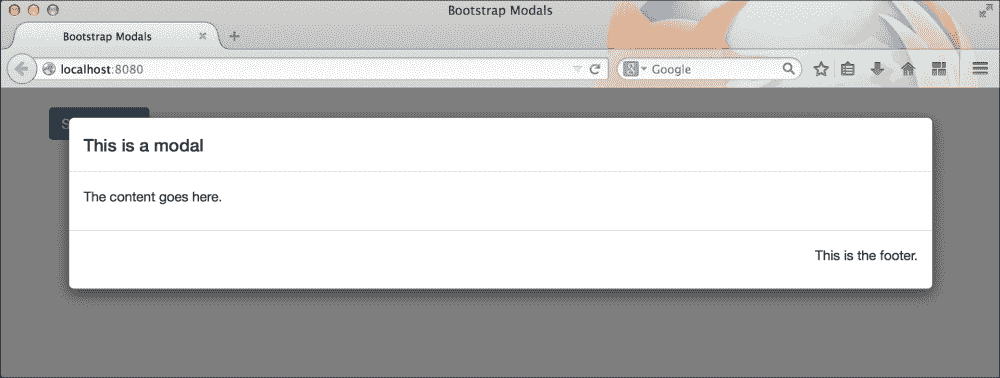 Bootstrap Modals
Bootstrap Modals
localhost:8080
Google
This is a modal
The content goes here.
This is the footer.